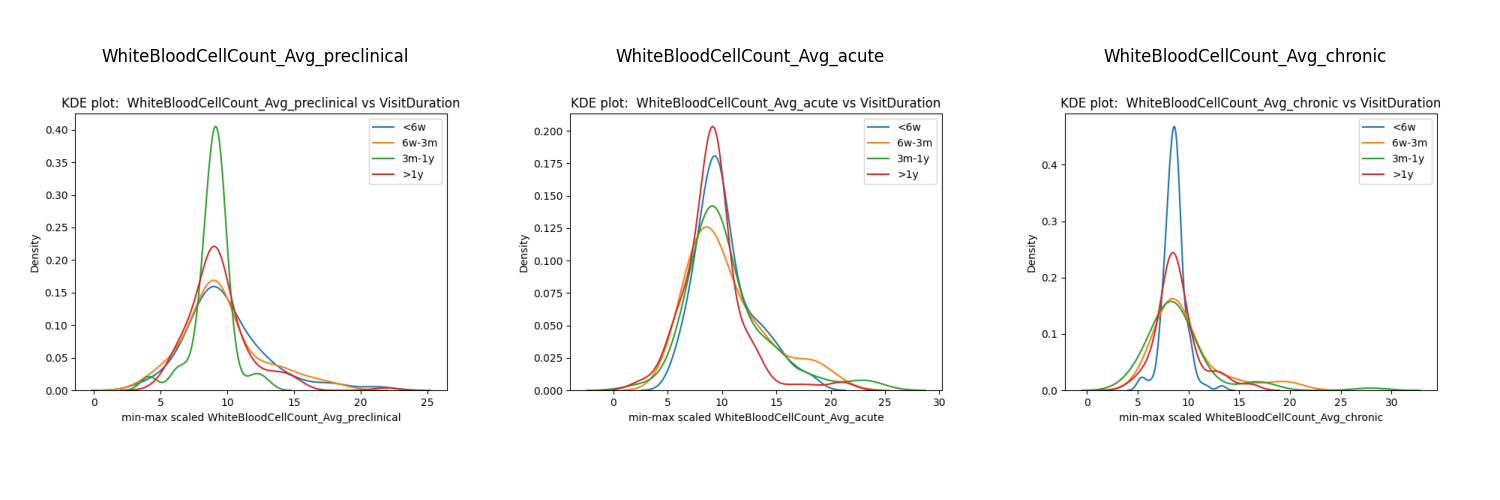 WhiteBloodCellCount_Avg_preclinical
KDE plot:  WhiteBloodCellCount_Avg_preclinical vs VisitDuration
<6w
6w-3m
3m-1y
>1y
0.40
0.35
0.30
0.25
0.20
0.15
0.10
0.05
0.00
Density
0 5 10 15 20 25
min-max scaled WhiteBloodCellCount_Avg_preclinical
WhiteBloodCellCount_Avg_acute
KDE plot:  WhiteBloodCellCount_Avg_acute vs VisitDuration
<6w
6w-3m
3m-1y
>1y
0.200
0.175
0.150
0.125
0.100
0.075
0.050
0.025
0.000
Density
0 5 10 15 20 25 30
min-max scaled WhiteBloodCellCount_Avg_acute
WhiteBloodCellCount_Avg_chronic
KDE plot:  WhiteBloodCellCount_Avg_chronic vs VisitDuration
<6w
6w-3m
3m-1y
>1y
0.4
0.3
0.2
0.1
0.0
Density
0 5 10 15 20 25 30
min-max scaled WhiteBloodCellCount_Avg_chronic